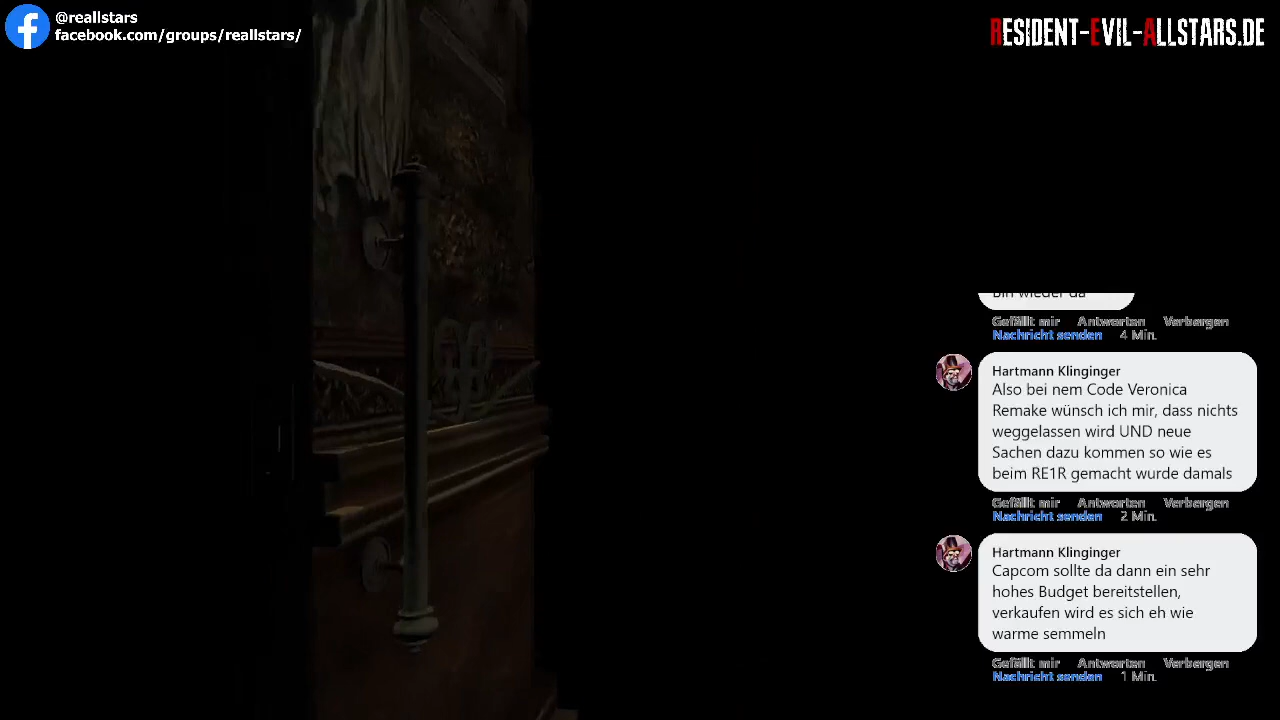 @reallstars
facebook.com/groups/reallstars/
RESIDENT-EVIL-ALLSTARS.DE
Bin wieder da
Gefällt mir Antworten Verbergen
Nachricht senden 4 Min.
Hartmann Klinginger
Also bei nem Code Veronica
Remake wünsch ich mir, dass nichts
weggelassen wird UND neue
Sachen dazu kommen so wie es
beim RE1R gemacht wurde damals
Gefällt mir Antworten Verbergen
Nachricht senden 2 Min.
Hartmann Klinginger
Capcom sollte da dann ein sehr
hohes Budget bereitstellen,
verkaufen wird es sich eh wie
warme semmeln
Gefällt mir Antworten Verbergen
Nachricht senden 1 Min.